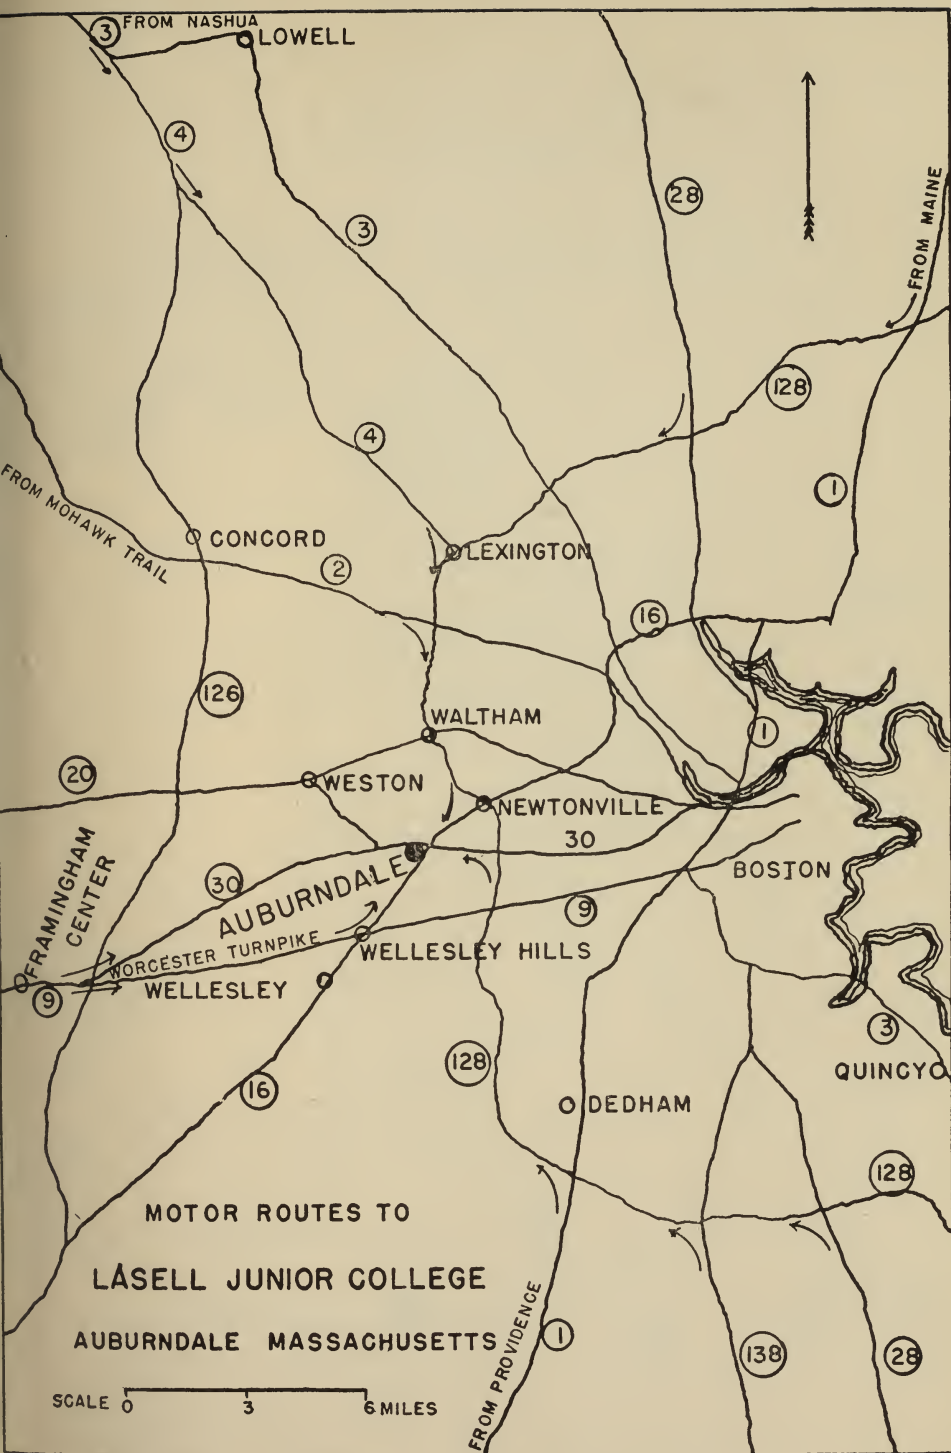 FROM NASHUA
3
LOWELL
4
3
28
FROM MAINE
128
4
1
FROM MOHAWK TRAIL
CONCORD
LEXINGTON
2
16
126
WALTHAM
1
20
WESTON
NEWTONVILLE
30
BOSTON
FRAMINGHAM
CENTER
30
AUBURNDALE
9
WORCESTER TURNPIKE
WELLESLEY HILLS
WELLESLEY
9
3
128
QUINCY
16
DEDHAM
128
MOTOR ROUTES TO
LASELL JUNIOR COLLEGE
AUBURNDALE MASSACHUSETTS
FROM PROVIDENCE
1
138
28
SCALE 0 3 6 MILES